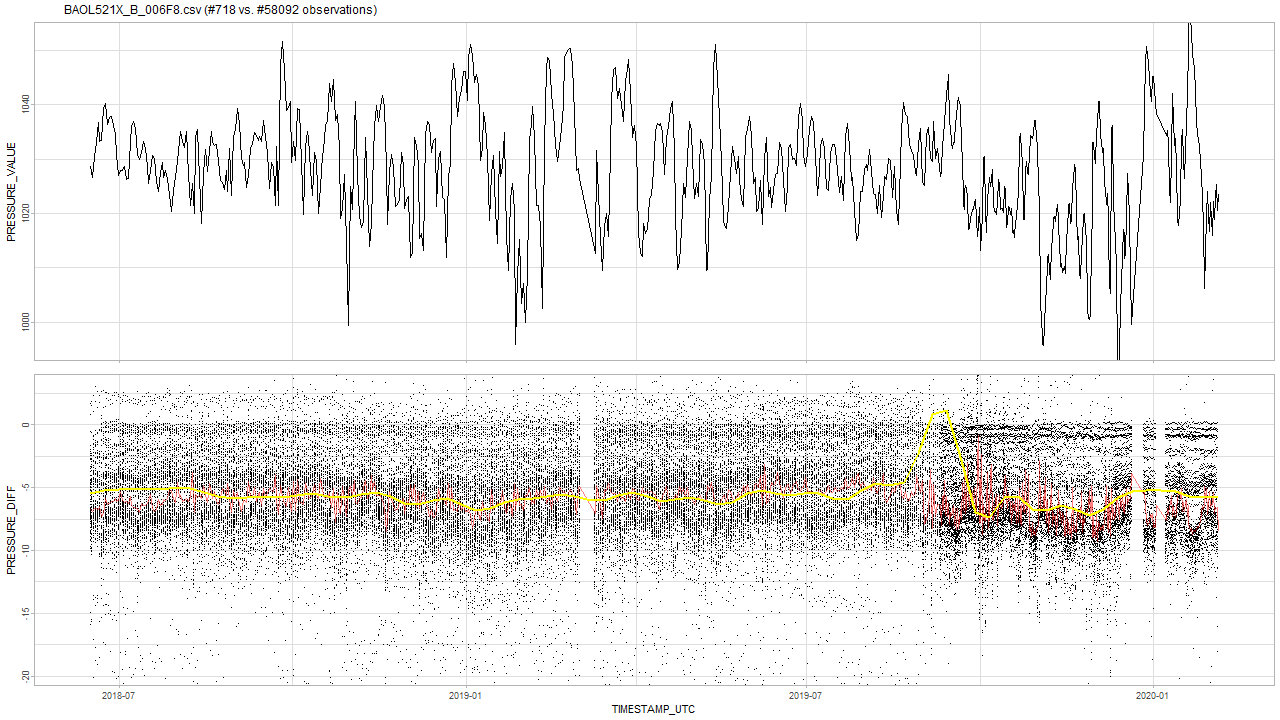 BAOL521X_B_006F8.csv (#718 vs. #58092 observations)
PRESSURE_VALUE
1040
1020
1000
PRESSURE_DIFF
0
-5
-10
-15
-20
2018-07 2019-01 2019-07 2020-01
TIMESTAMP_UTC